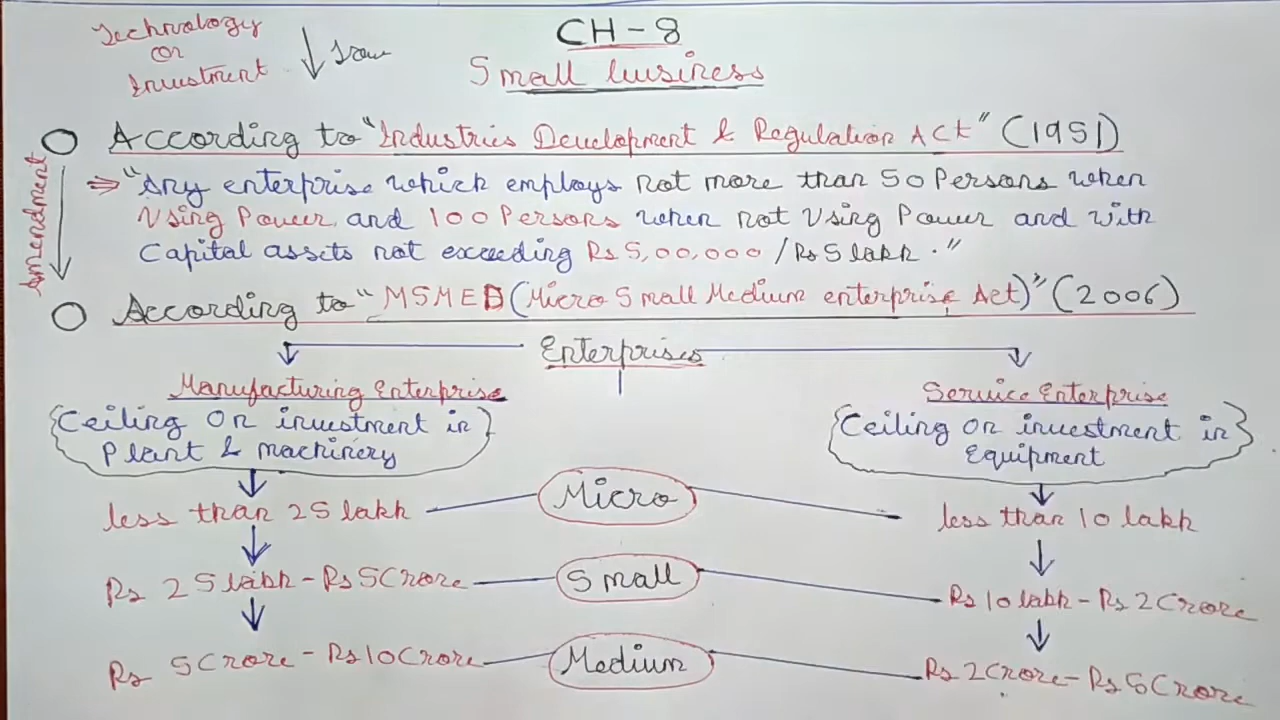 CH-8
Small business
Technology
or
Investment
low
According to "Industries Development & Regulation Act" (1951)
Amendment
⇒ "Any enterprise which employs not more than 50 Persons when
Using Power and 100 Persons when not Using Power and with
Capital assets not exceeding Rs 5,00,000 / Rs 5 lakh."
According to "MSMED (Micro Small Medium enterprise Act)" (2006)
Enterprises
Manufacturing Enterprise
Ceiling on investment in
Plant & machinery
Service Enterprise
Ceiling on investment in
Equipment
less than 25 lakh
Micro
less than 10 lakh
Rs 25 lakh - Rs 5 Crore
Small
Rs 10 lakh - Rs 2 Crore
Rs 5 Crore - Rs 10 Crore
Medium
Rs 2 Crore - Rs 5 Crore